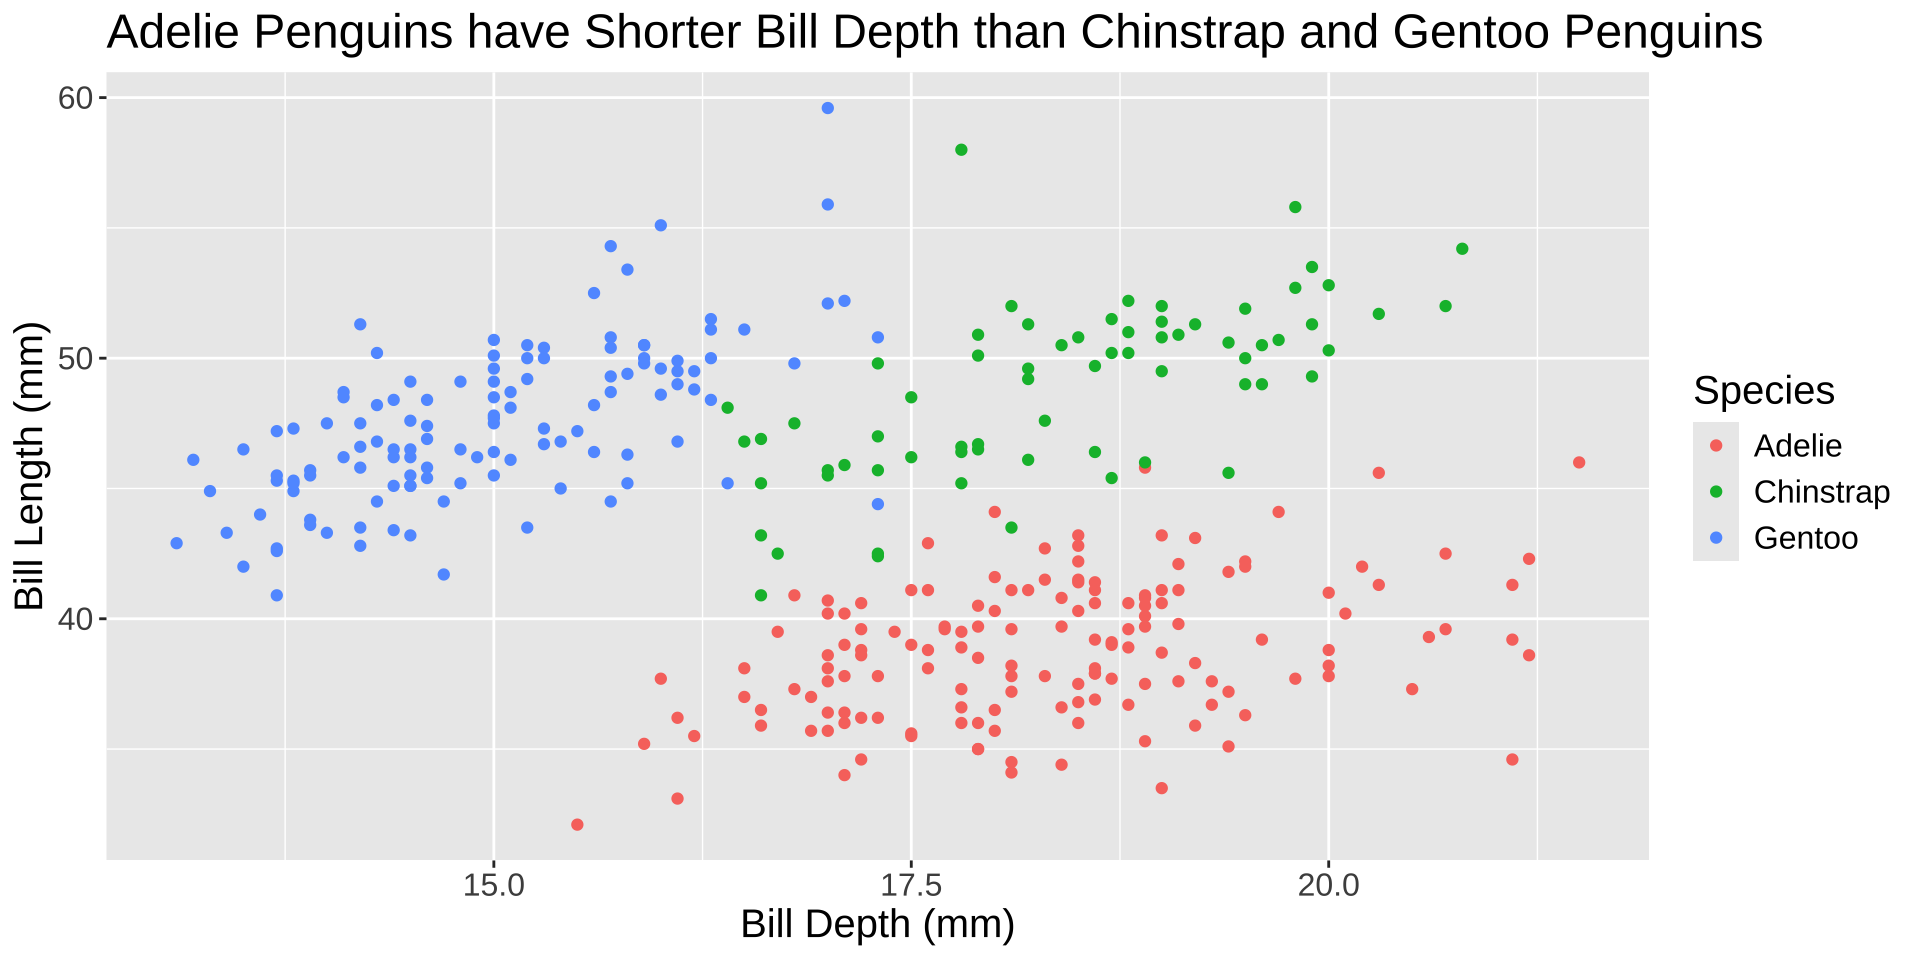 Adelie Penguins have Shorter Bill Depth than Chinstrap and Gentoo Penguins
60
50
40
Bill Length (mm)
15.0 17.5 20.0
Bill Depth (mm)
Species
Adelie
Chinstrap
Gentoo